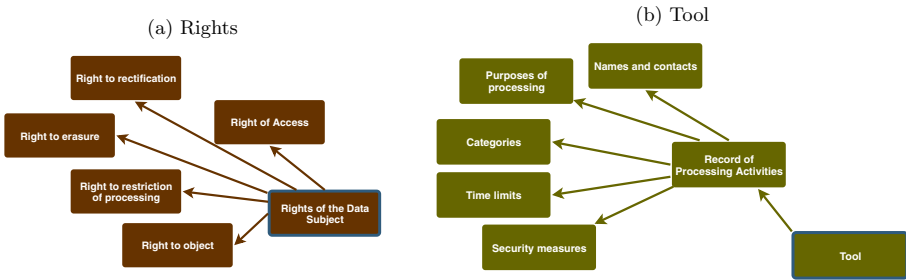 (a) Rights
Right to rectification
Right of Access
Right to erasure
Right to restriction
of processing
Rights of the Data
Subject
Right to object
(b) Tool
Names and contacts
Purposes of
processing
Categories
Record of
Processing Activities
Time limits
Security measures
Tool